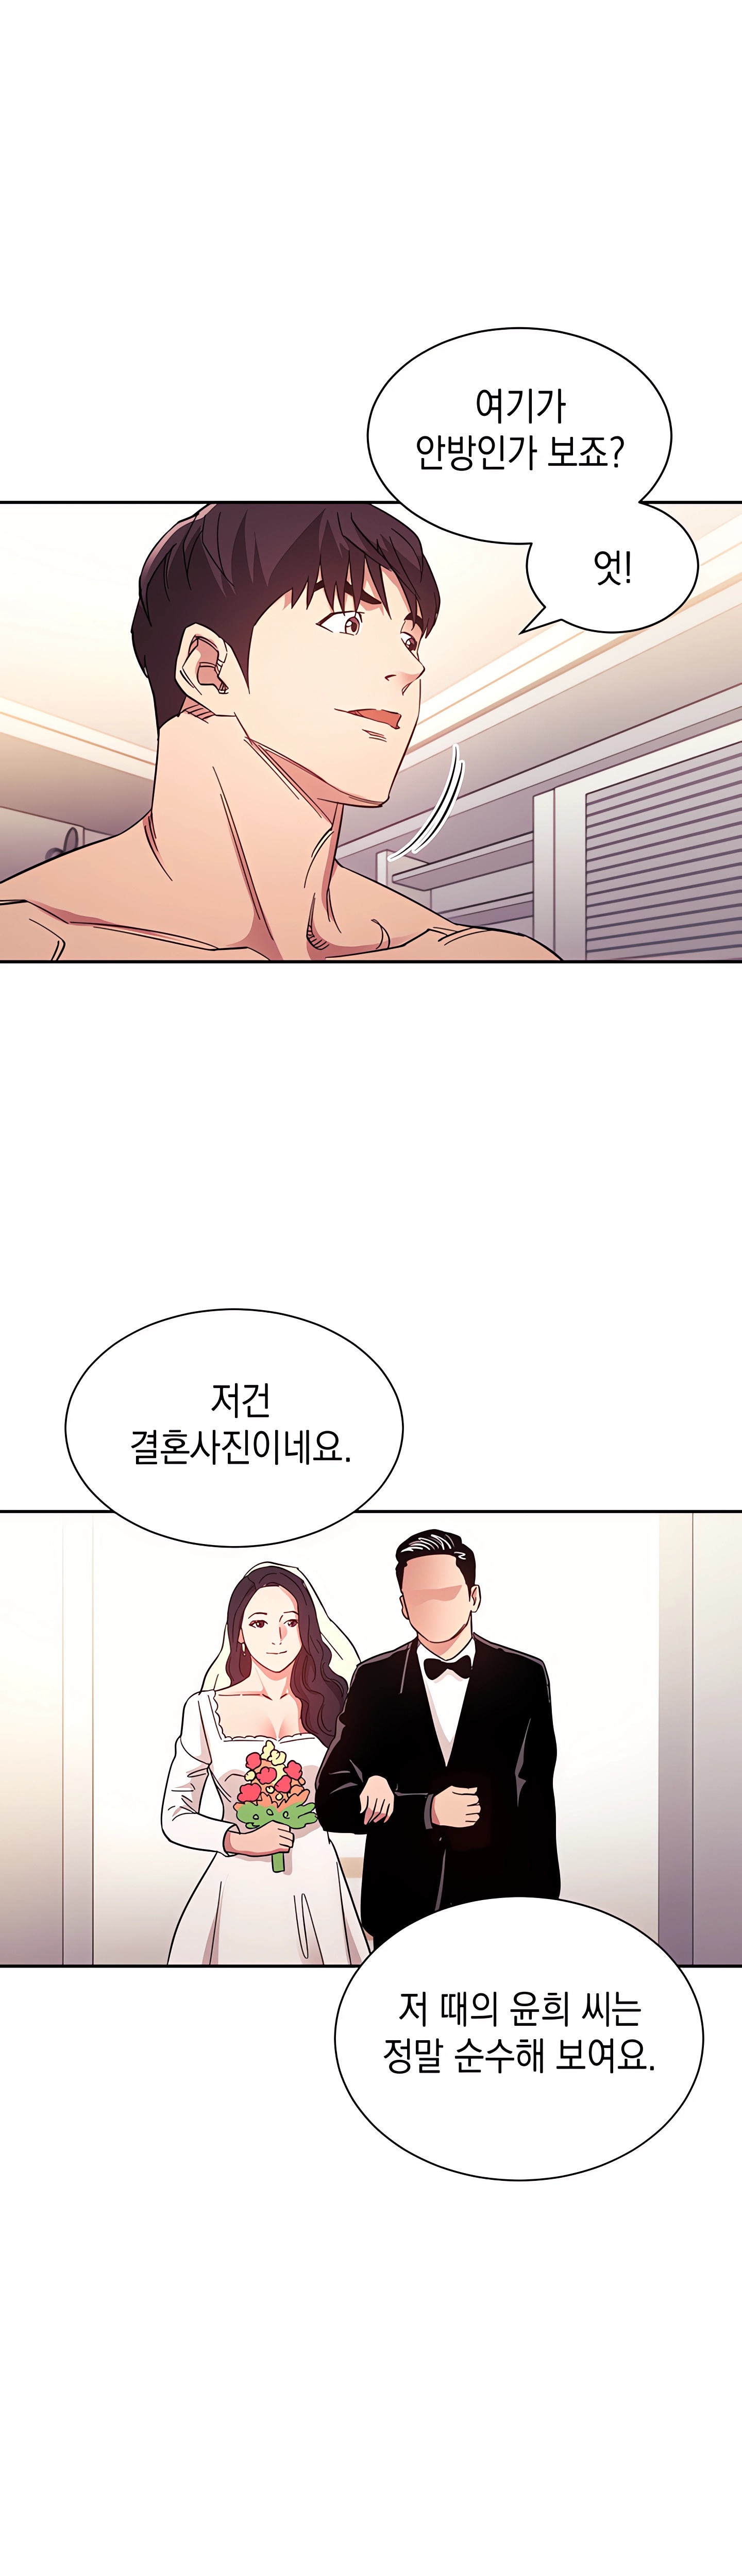 여기가
안방인가 보죠?
엇!
저건
결혼사진이네요.
저 때의 윤희 씨는
정말 순수해 보여요.